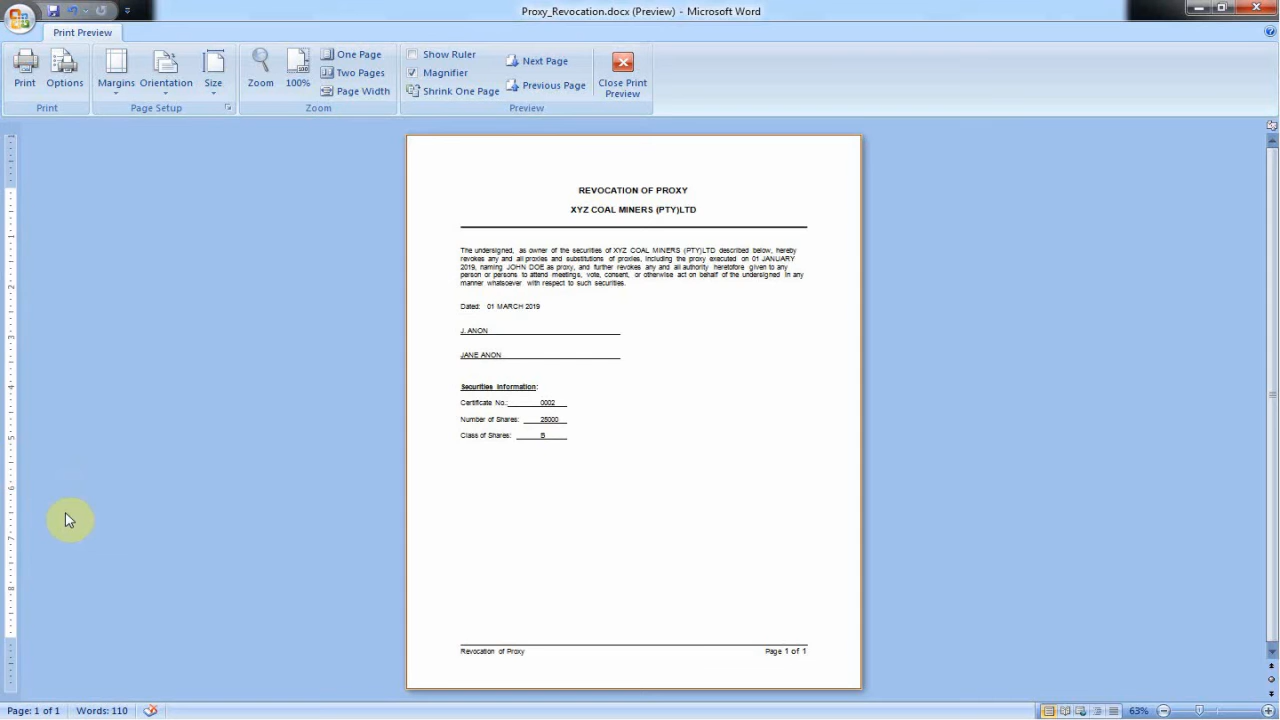 Proxy_Revocation.docx (Preview) - Microsoft Word
Print Preview
Print
Options
Margins
Orientation
Size
Zoom
100%
One Page
Two Pages
Page Width
Show Ruler
Magnifier
Shrink One Page
Next Page
Previous Page
Close Print
Preview
Print
Page Setup
Zoom
Preview
REVOCATION OF PROXY
XYZ COAL MINERS (PTY)LTD
The undersigned, as owner of the securities of XYZ COAL MINERS (PTY)LTD described below, hereby
revokes any and all proxies and substitutions of proxies, including the proxy executed on 01 JANUARY
2019, naming JOHN DOE as proxy, and further revokes any and all authority heretofore given to any
person or persons to attend meetings, vote, consent, or otherwise act on behalf of the undersigned in any
manner whatsoever with respect to such securities.
Dated: 01 MARCH 2019
J. ANON
JANE ANON
Securities Information:
Certificate No.: 0002
Number of Shares: 25000
Class of Shares: B
Revocation of Proxy
Page 1 of 1
Page: 1 of 1
Words: 110
63%